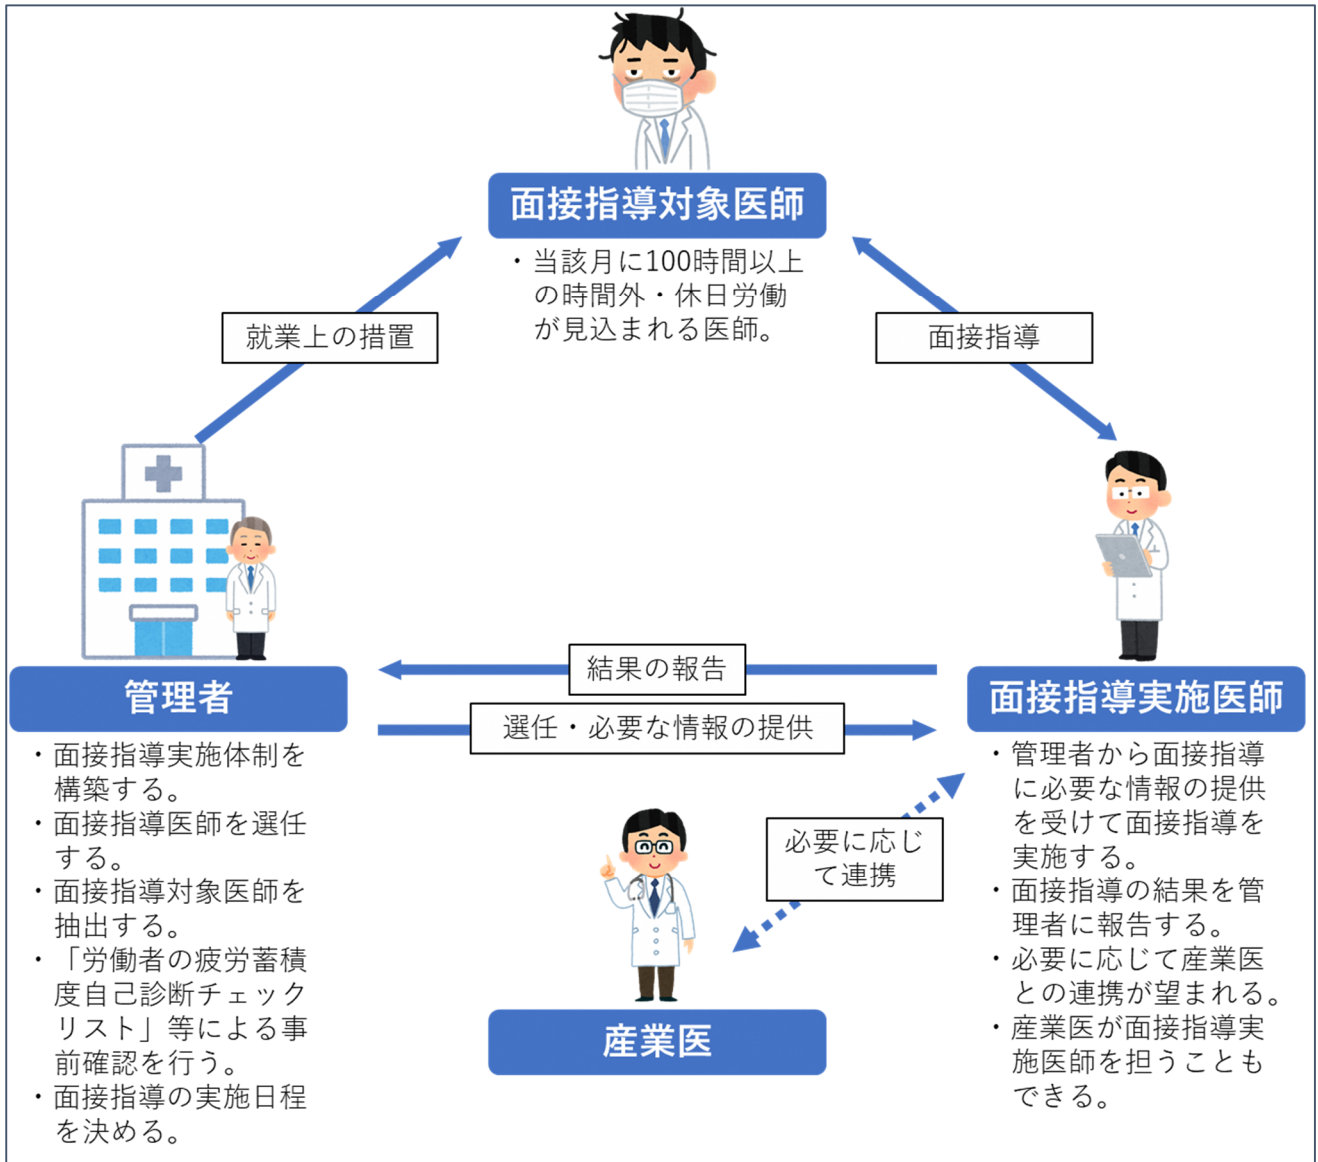 面接指導対象医師
・当該月に100時間以上
の時間外・休日労働
が見込まれる医師。
就業上の措置
面接指導
結果の報告
選任・必要な情報の提供
管理者
・面接指導実施体制を
構築する。
・面接指導医師を選任
する。
・面接指導対象医師を
抽出する。
・「労働者の疲労蓄積
度自己診断チェック
リスト」等による事
前確認を行う。
・面接指導の実施日程
を決める。
必要に応じ
て連携
産業医
面接指導実施医師
・管理者から面接指導
に必要な情報の提供
を受けて面接指導を
実施する。
・面接指導の結果を管
理者に報告する。
・必要に応じて産業医
との連携が望まれる。
・産業医が面接指導実
施医師を担うことも
できる。